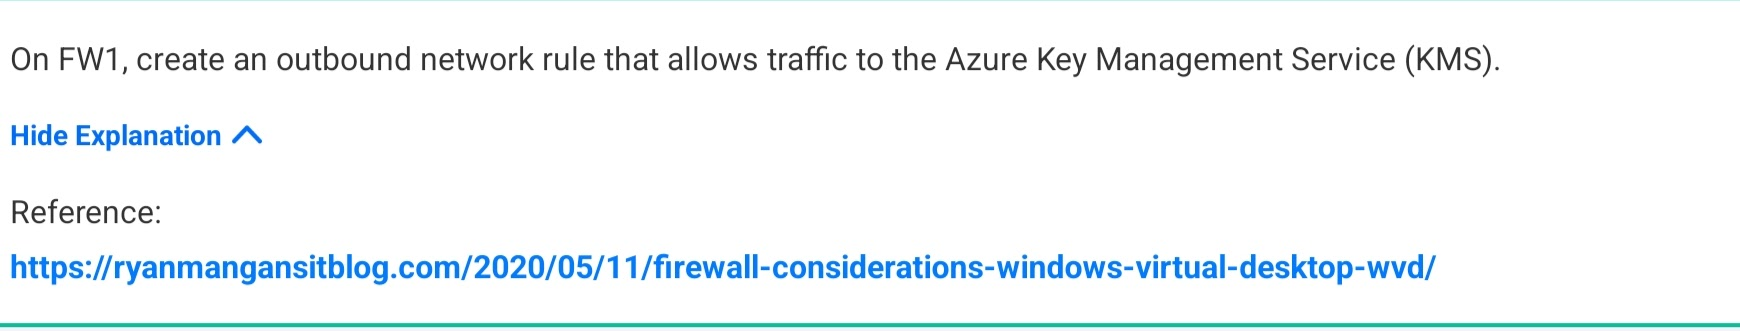 On FW1, create an outbound network rule that allows traffic to the Azure Key Management Service (KMS).
Hide Explanation
Reference:
https://ryanmangansitblog.com/2020/05/11/firewall-considerations-windows-virtual-desktop-wvd/